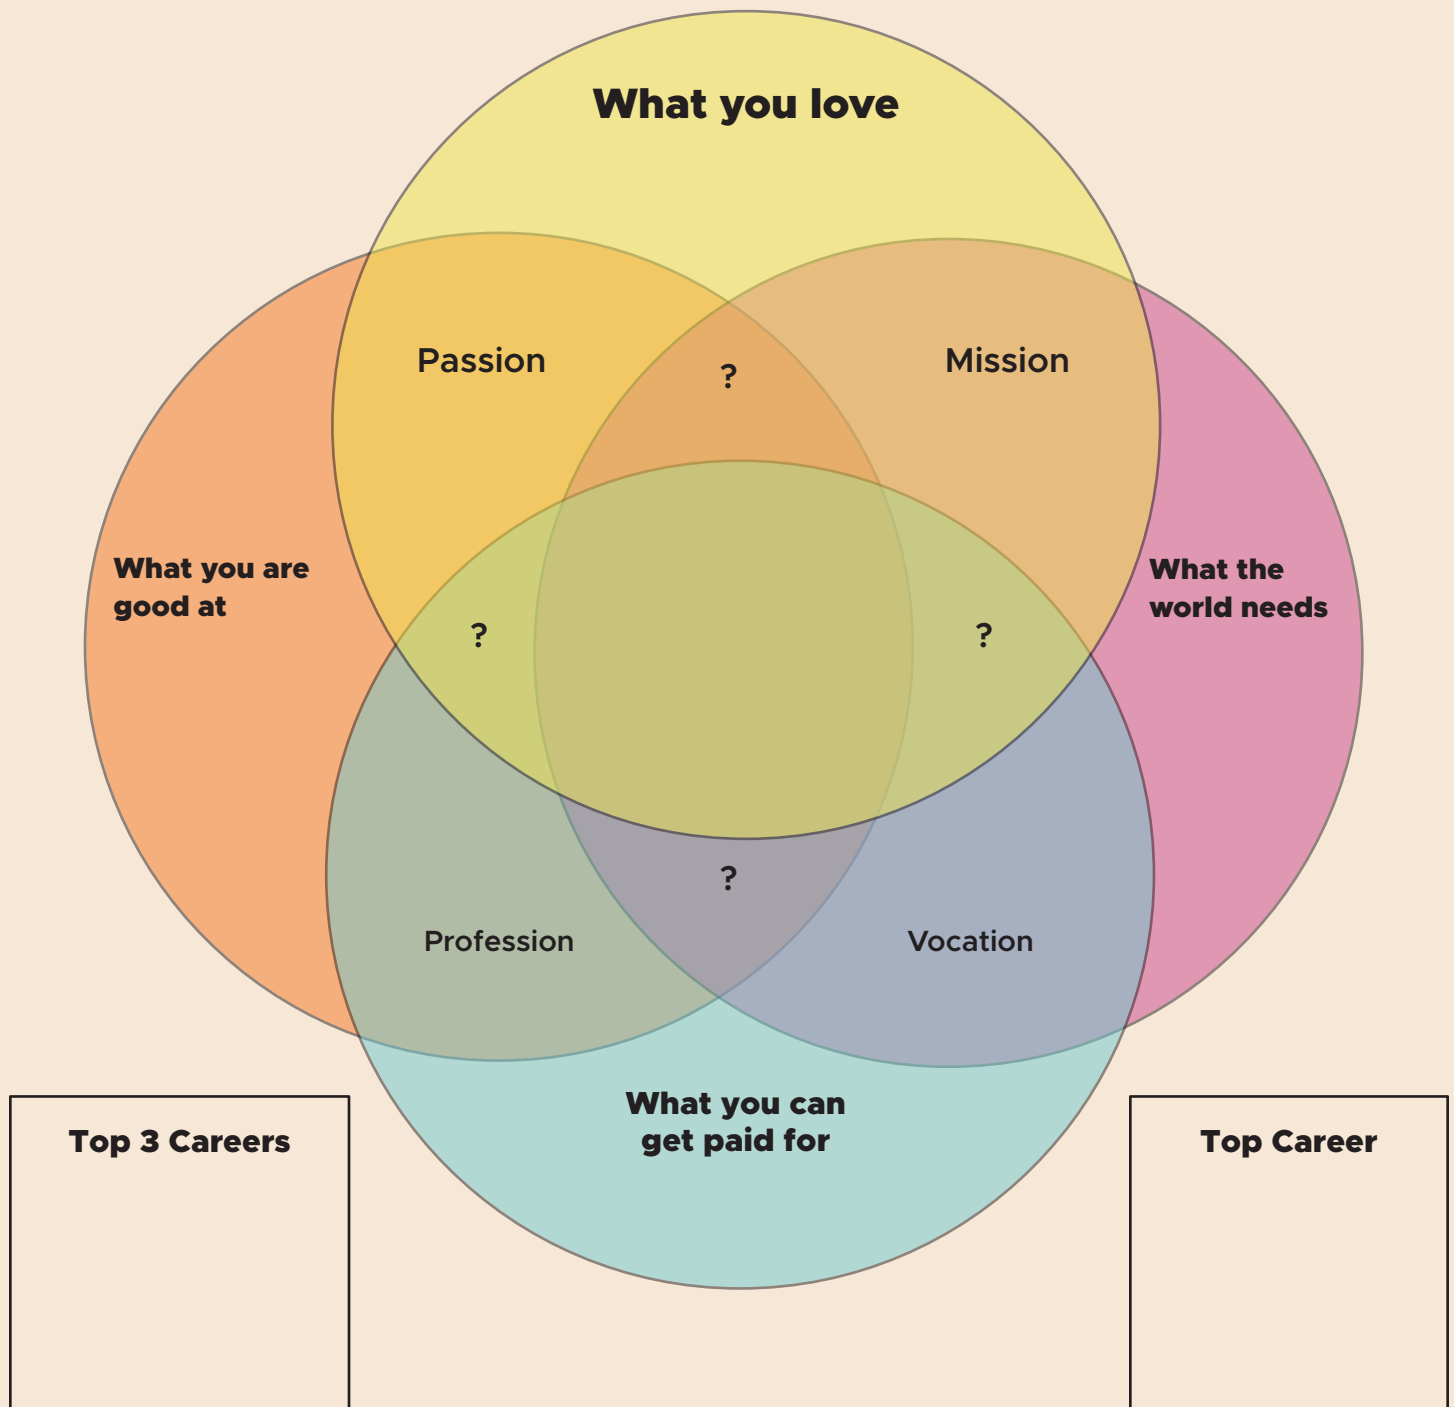 What you love
Passion
?
Mission
What you are
good at
What the
world needs
?
?
?
Profession
Vocation
What you can
get paid for
Top 3 Careers
Top Career